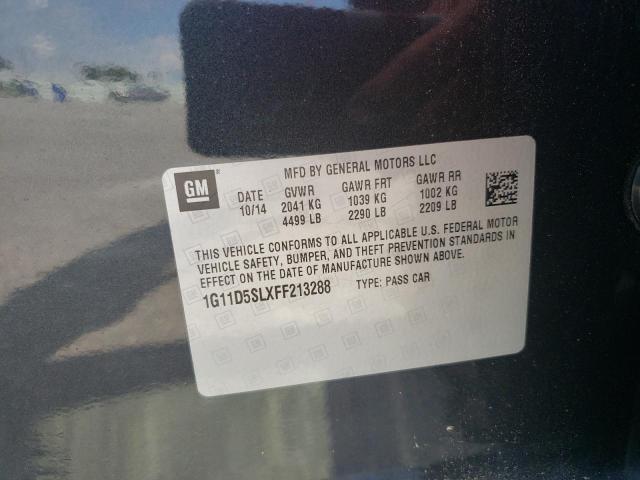 GM
MFD BY GENERAL MOTORS LLC
DATE GVWR GAWR FRT GAWR RR
10/14 2041 KG 1039 KG 1002 KG
4499 LB 2290 LB 2209 LB
THIS VEHICLE CONFORMS TO ALL APPLICABLE U.S. FEDERAL MOTOR
VEHICLE SAFETY, BUMPER, AND THEFT PREVENTION STANDARDS IN
EFFECT ON THE DATE OF MANUFACTURE SHOWN ABOVE.
1G11D5SLXFF213288 TYPE: PASS CAR